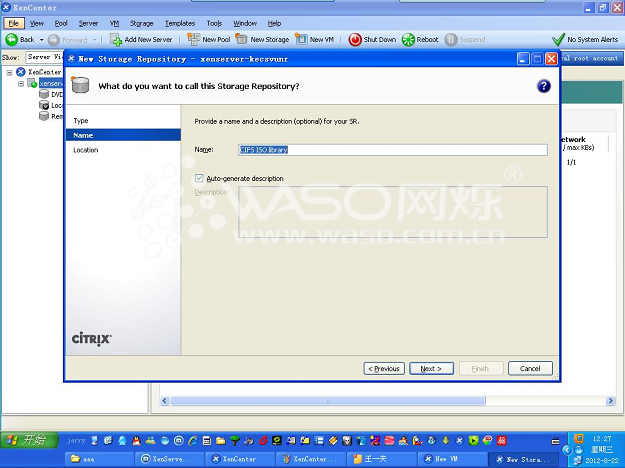 XenCenter
File View Pool Server VM Storage Templates Tools Window Help
Back Forward Add New Server New Pool New Storage New VM Shut Down Reboot Suspend No System Alerts
Show: Server Vi
al root account
XenCenter
xenserv
DVD
Loca
Rem
New Storage Repository - xenserver-kecsvunr
What do you want to call this Storage Repository?
Type
Name
Location
Provide a name and a description (optional) for your SR.
Name: CIFS ISO library
Auto-generate description
Description:
WASO网烁®
www.waso.com.cn
etwork
/ max KBs)
1/1
CITRIX
< Previous Next > Finish Cancel
开始
jerry
12:27
星期三
2012-8-22
aaa
XenServe...
XenCenter
XenCenter...
王一天
New VM
New Stora...